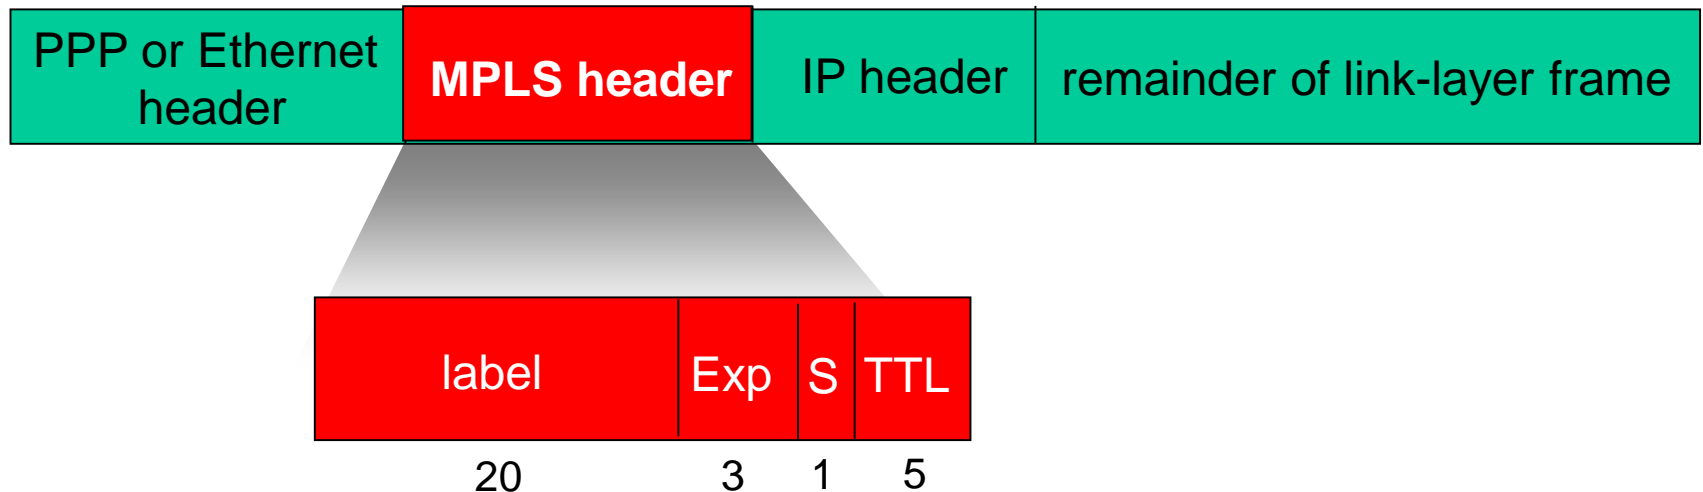 PPP or Ethernet
header
MPLS header
IP header
remainder of link-layer frame
label
Exp
S
TTL
20
3
1
5